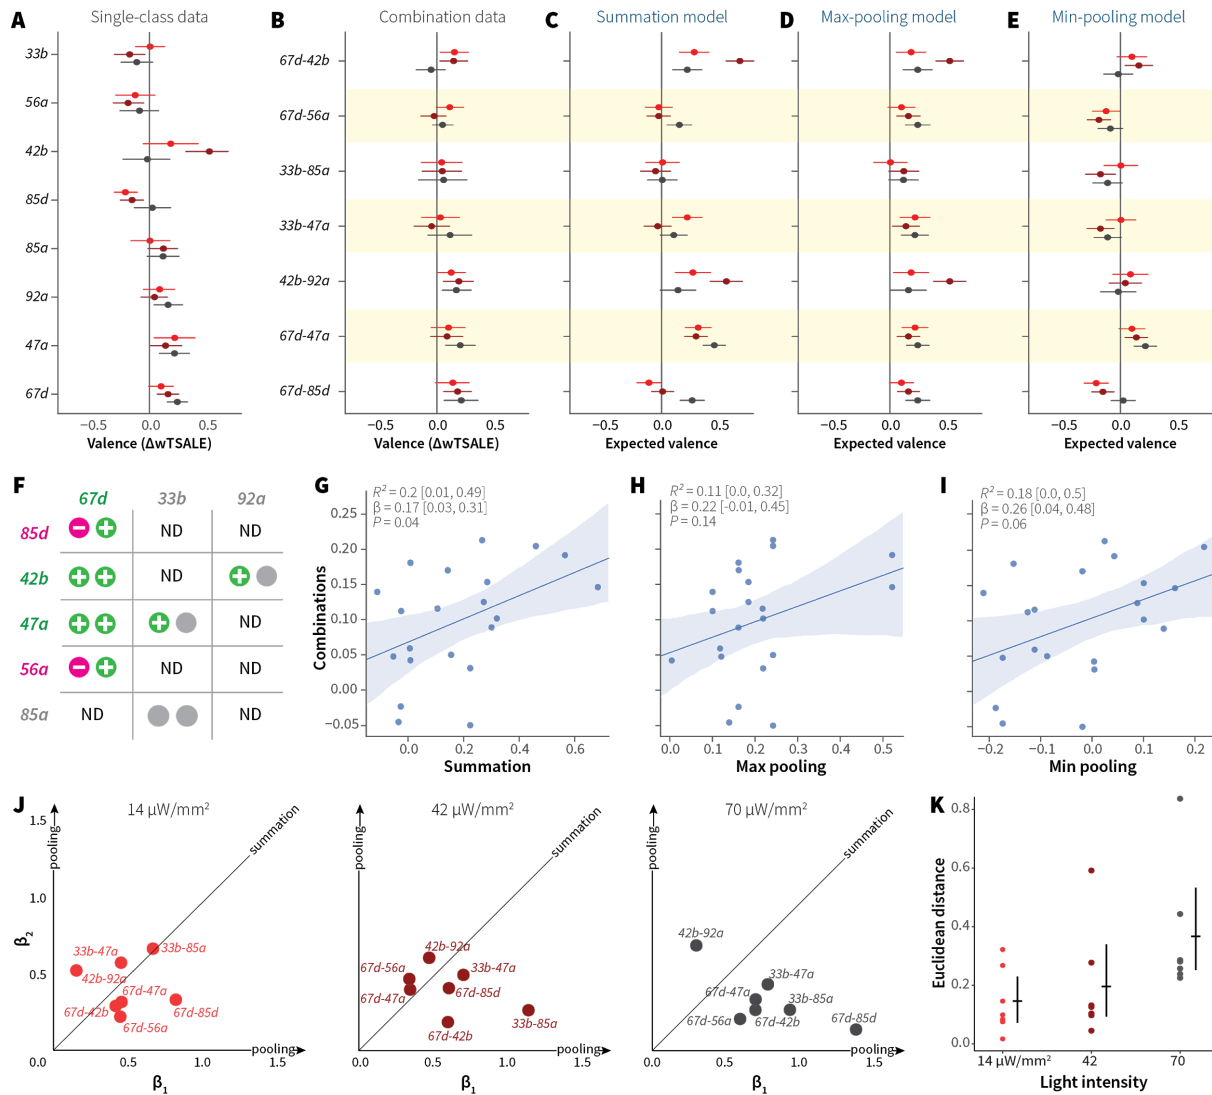 A Single-class data
33b
56a
42b
85d
85a
92a
47a
67d
−0.5 0.0 0.5
Valence (ΔwTSALE)
B Combination data
67d-42b
67d-56a
33b-85a
33b-47a
42b-92a
67d-47a
67d-85d
−0.5 0.0 0.5
Valence (ΔwTSALE)
C Summation model
−0.5 0.0 0.5
Expected valence
D Max-pooling model
−0.5 0.0 0.5
Expected valence
E Min-pooling model
−0.5 0.0 0.5
Expected valence
F
67d 33b 92a
85d − + ND ND
42b + + ND +
47a + + + ND
56a − + ND ND
85a ND ND
G
R² = 0.2 [0.01, 0.49]
β = 0.17 [0.03, 0.31]
P = 0.04
Combinations
0.25
0.20
0.15
0.10
0.05
0.00
−0.05
0.0 0.2 0.4 0.6
Summation
H
R² = 0.11 [0.0, 0.32]
β = 0.22 [-0.01, 0.45]
P = 0.14
0.0 0.1 0.2 0.3 0.4 0.5
Max pooling
I
R² = 0.18 [0.0, 0.5]
β = 0.26 [0.04, 0.48]
P = 0.06
−0.2 −0.1 0.0 0.1 0.2
Min pooling
J
14 µW/mm²
1.5
1.0
0.5
0.0
β₂
pooling
summation
33b-47a
33b-85a
42b-92a
67d-47a
67d-42b
67d-85d
67d-56a
0.5 1.0 1.5
pooling
β₁
42 µW/mm²
pooling
summation
42b-92a
67d-56a
33b-47a
67d-47a
67d-85d
33b-85a
67d-42b
0.0 0.5 1.0 1.5
pooling
β₁
70 µW/mm²
pooling
summation
42b-92a
33b-47a
67d-47a
33b-85a
67d-56a
67d-42b
67d-85d
0.0 0.5 1.0 1.5
pooling
β₁
K
Euclidean distance
0.8
0.6
0.4
0.2
0.0
14 µW/mm² 42 70
Light intensity